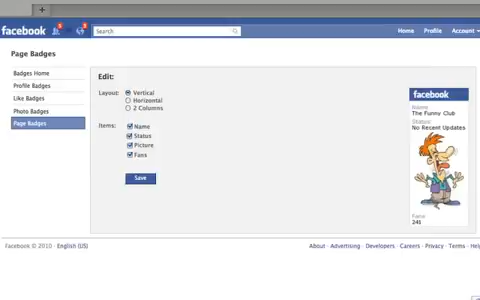 facebook
Search
Home Profile Account
Page Badges
Badges Home
Profile Badges
Like Badges
Photo Badges
Page Badges
Edit:
Layout: Vertical
Horizontal
2 Columns
Items: Name
Status
Picture
Fans
Save
facebook
Name
The Funny Club
Status:
No Recent Updates
Fans
241
Facebook © 2010 · English (US)
About · Advertising · Developers · Careers · Privacy · Terms · Help